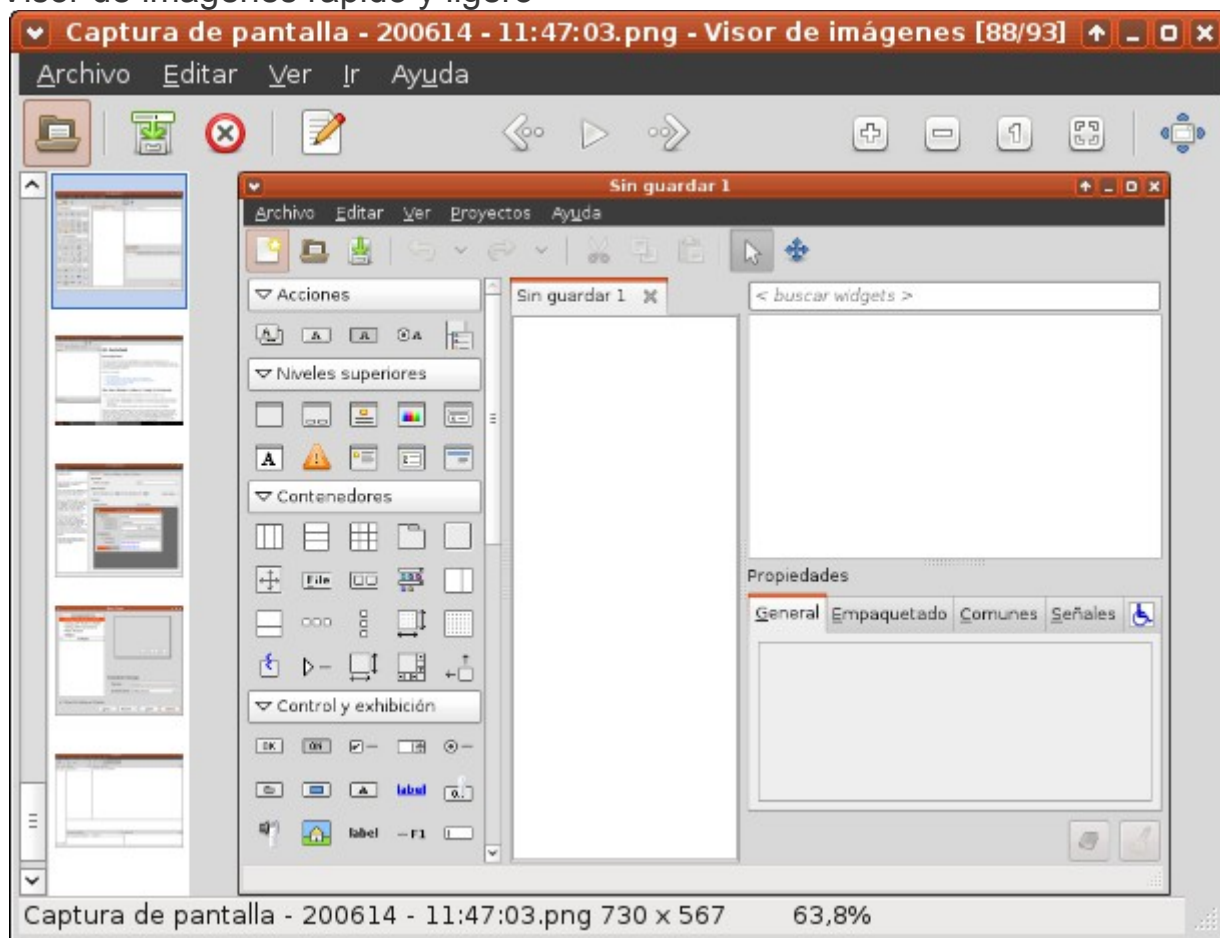 Visor de imágenes rápido y ligero
Captura de pantalla - 200614 - 11:47:03.png - Visor de imágenes [88/93]
Archivo Editar Ver Ir Ayuda
Sin guardar 1
Archivo Editar Ver Proyectos Ayuda
Acciones
Niveles superiores
Contenedores
File
Control y exhibición
OK
label
label
F1
Sin guardar 1
< buscar widgets >
Propiedades
General Empaquetado Comunes Señales
Captura de pantalla - 200614 - 11:47:03.png 730 x 567 63,8%